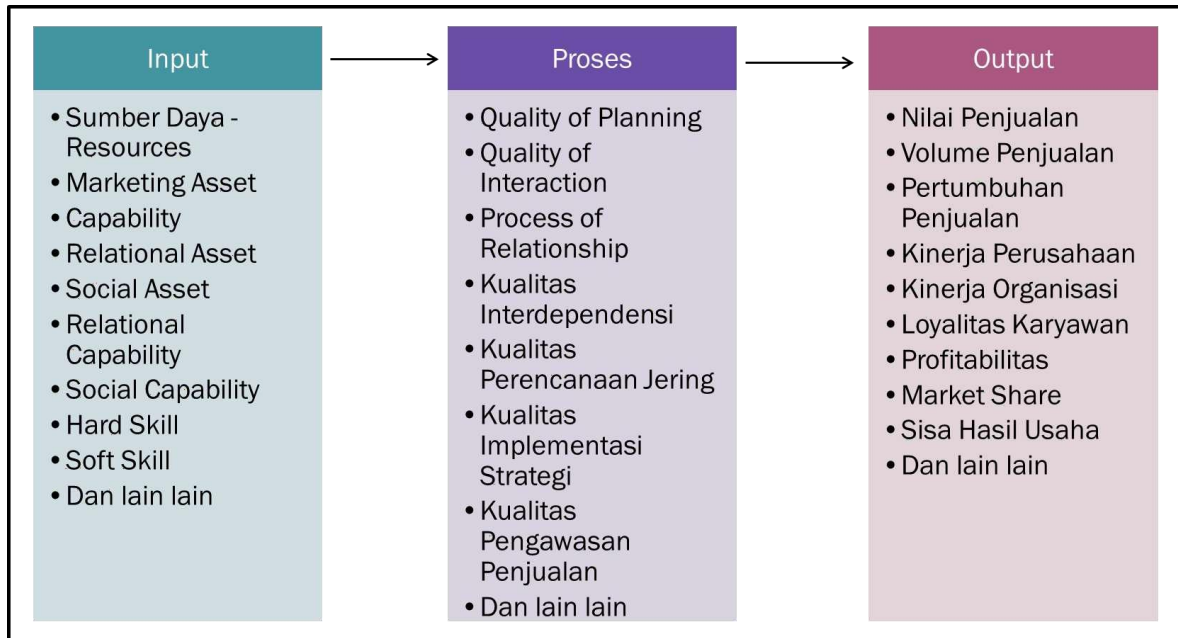 Input
• Sumber Daya -
Resources
• Marketing Asset
• Capability
• Relational Asset
• Social Asset
• Relational
Capability
• Social Capability
• Hard Skill
• Soft Skill
• Dan lain lain
Proses
• Quality of Planning
• Quality of
Interaction
• Process of
Relationship
• Kualitas
Interdependensi
• Kualitas
Perencanaan Jering
• Kualitas
Implementasi
Strategi
• Kualitas
Pengawasan
Penjualan
• Dan lain lain
Output
• Nilai Penjualan
• Volume Penjualan
• Pertumbuhan
Penjualan
• Kinerja Perusahaan
• Kinerja Organisasi
• Loyalitas Karyawan
• Profitabilitas
• Market Share
• Sisa Hasil Usaha
• Dan lain lain